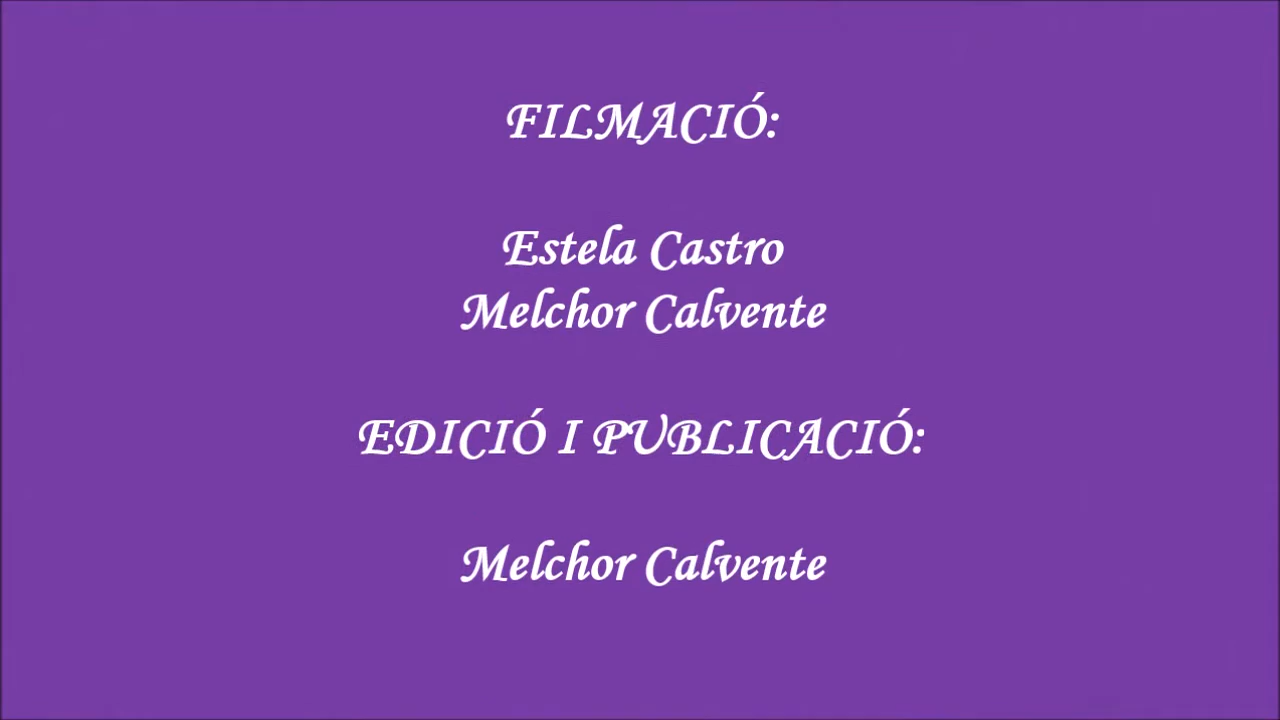 FILMACIÓ:
Estela Castro
Melchor Calvente
EDICIÓ I PUBLICACIÓ:
Melchor Calvente